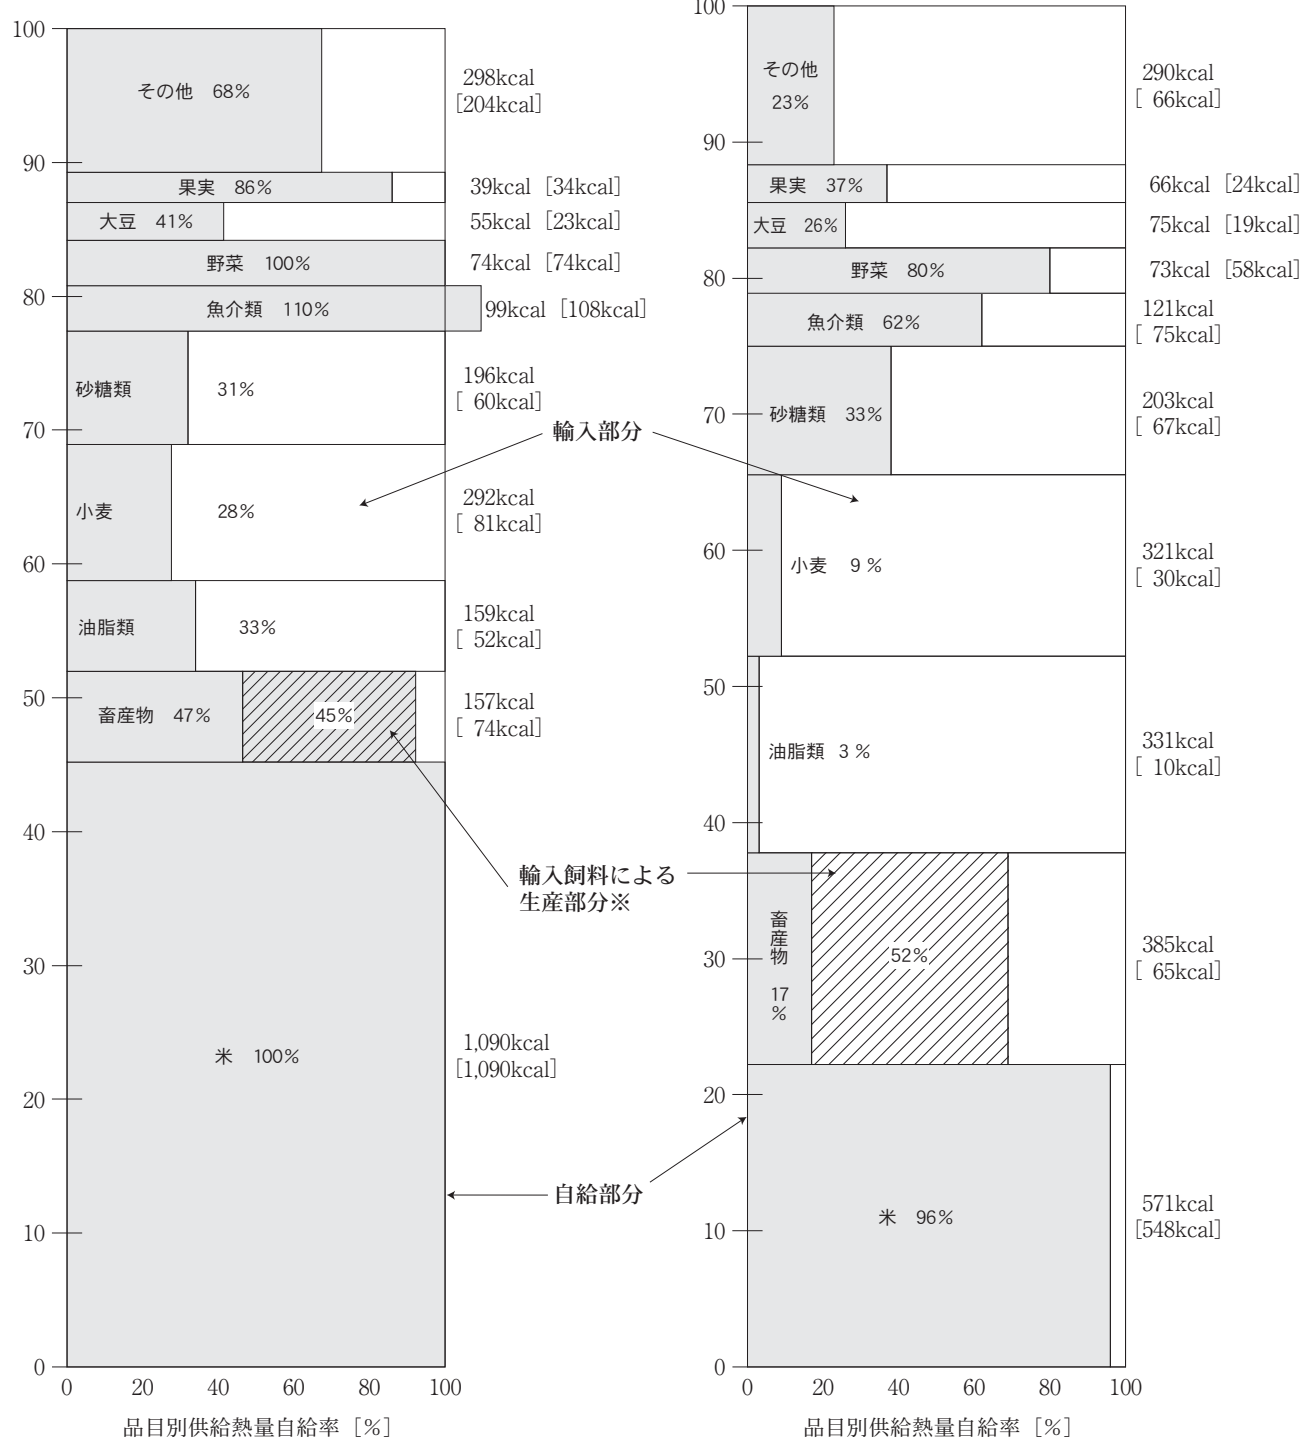 100
90
80
70
60
50
40
30
20
10
0
その他 68%
298kcal
[204kcal]
果実 86%
39kcal [34kcal]
大豆 41%
55kcal [23kcal]
野菜 100%
74kcal [74kcal]
魚介類 110%
99kcal [108kcal]
砂糖類 31%
196kcal
[ 60kcal]
小麦 28%
292kcal
[ 81kcal]
油脂類 33%
159kcal
[ 52kcal]
畜産物 47%
45%
157kcal
[ 74kcal]
米 100%
1,090kcal
[1,090kcal]
0 20 40 60 80 100
品目別供給熱量自給率[%]
輸入部分
輸入飼料による
生産部分※
自給部分
100
90
80
70
60
50
40
30
20
10
0
その他
23%
290kcal
[ 66kcal]
果実 37%
66kcal [24kcal]
大豆 26%
75kcal [19kcal]
野菜 80%
73kcal [58kcal]
魚介類 62%
121kcal
[ 75kcal]
砂糖類 33%
203kcal
[ 67kcal]
小麦 9 %
321kcal
[ 30kcal]
油脂類 3 %
331kcal
[ 10kcal]
畜産物 17%
52%
385kcal
[ 65kcal]
米 96%
571kcal
[548kcal]
0 20 40 60 80 100
品目別供給熱量自給率[%]